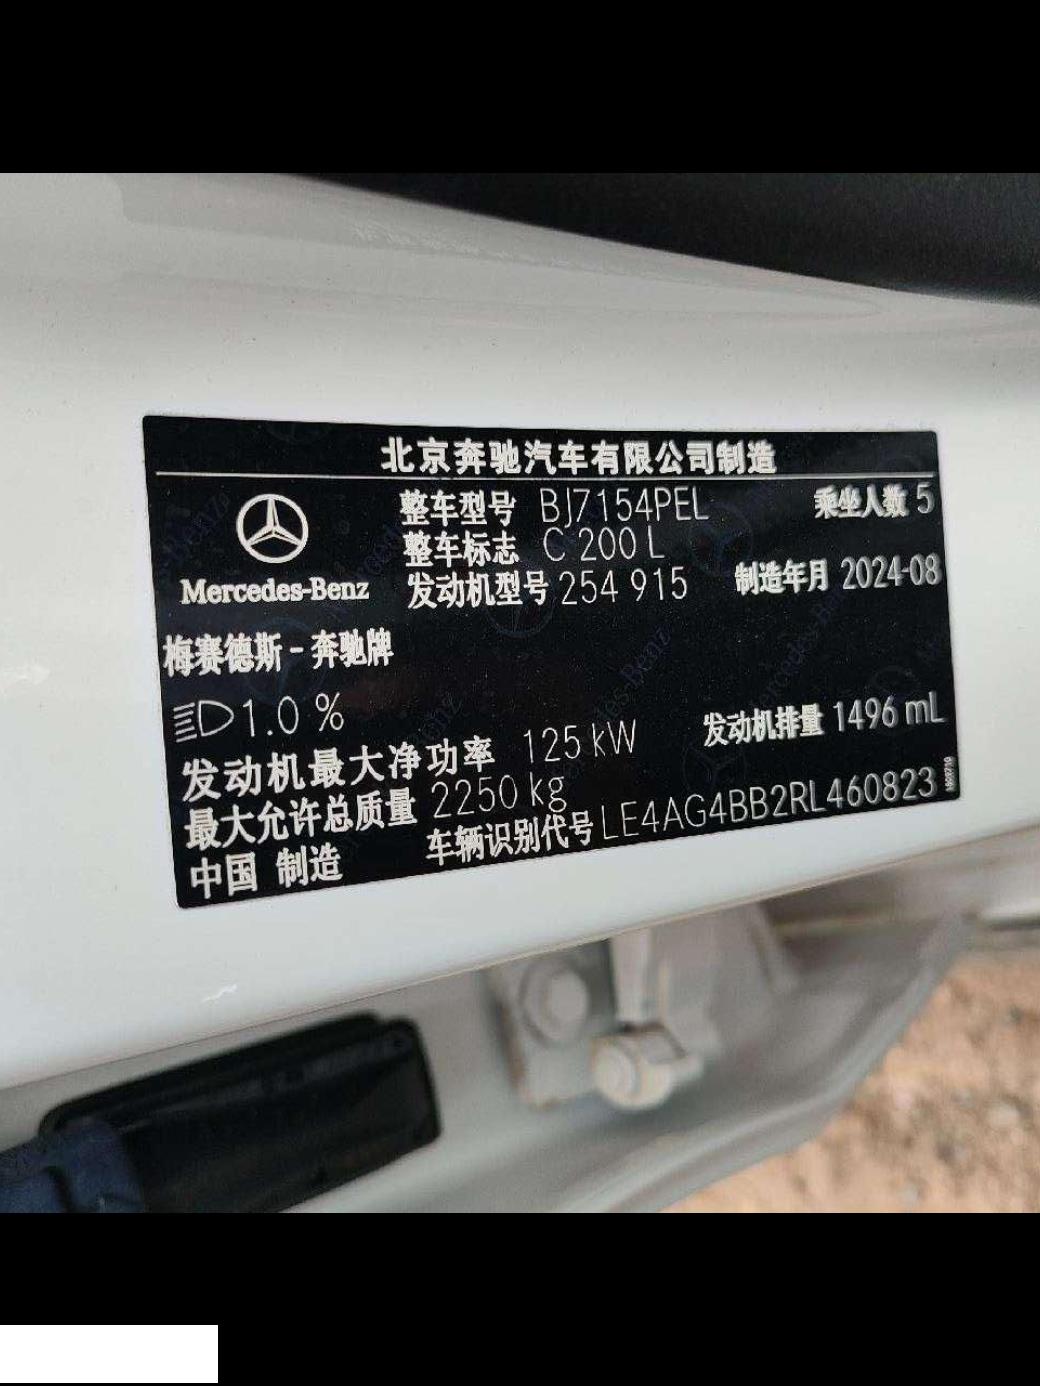 北京奔驰汽车有限公司制造
整车型号 BJ7154PEL 乘坐人数 5
整车标志 C 200 L
Mercedes-Benz
发动机型号 254 915 制造年月 2024-08
梅赛德斯-奔驰牌
1.0 %
发动机最大净功率 125 kW 发动机排量 1496 mL
最大允许总质量 2250 kg
中国 制造 车辆识别代号 LE4AG4BB2RL460823